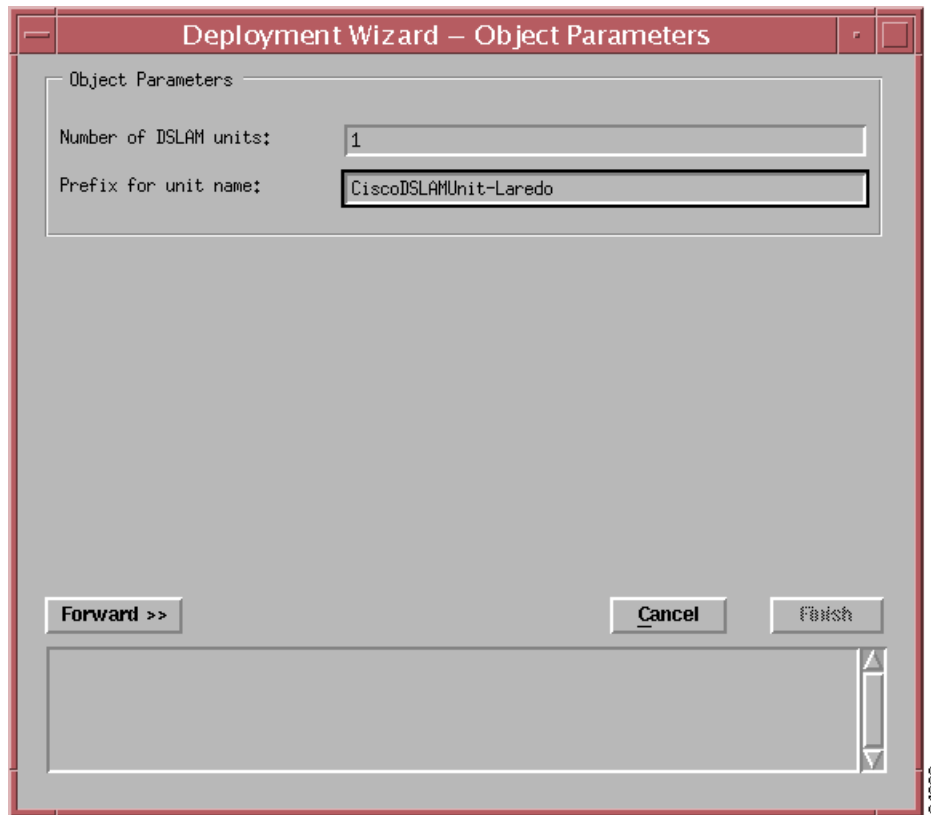 Deployment Wizard – Object Parameters
Object Parameters
Number of DSLAM units:
1
Prefix for unit name:
CiscoDSLAMUnit-Laredo
Forward >>
Cancel
Finish